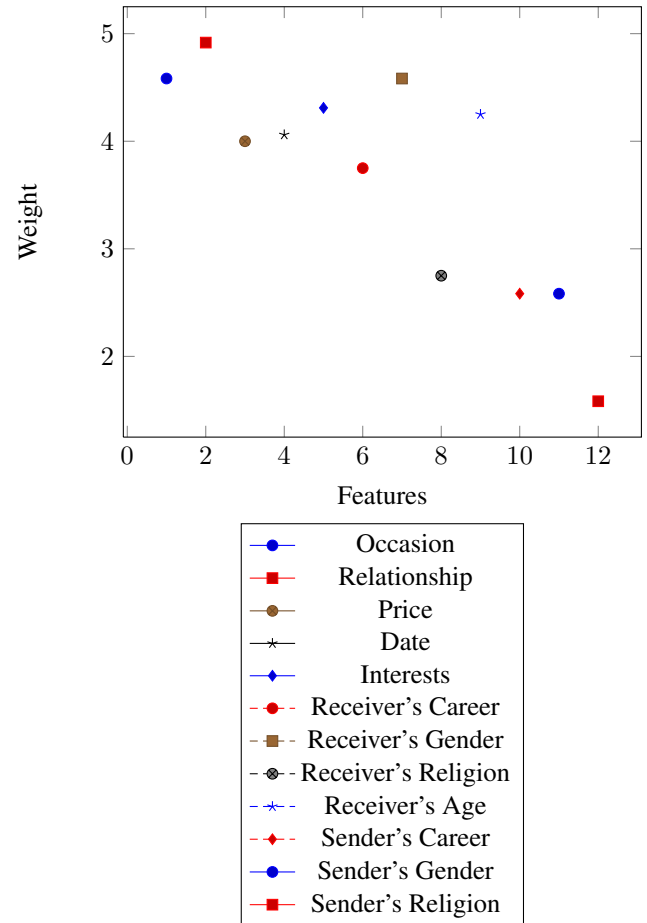 5
4
3
2
Weight
0 2 4 6 8 10 12
Features
Occasion
Relationship
Price
Date
Interests
Receiver's Career
Receiver's Gender
Receiver's Religion
Receiver's Age
Sender's Career
Sender's Gender
Sender's Religion